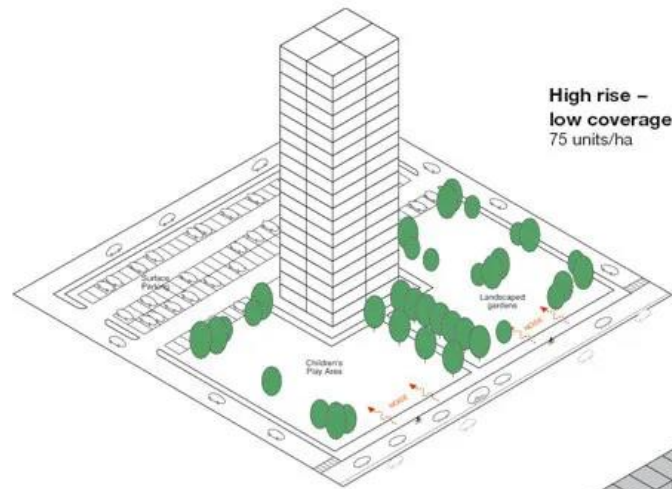 High rise –
low coverage
75 units/ha
Surface
Parking
Landscaped
gardens
NOISE
Children's
Play Area
NOISE